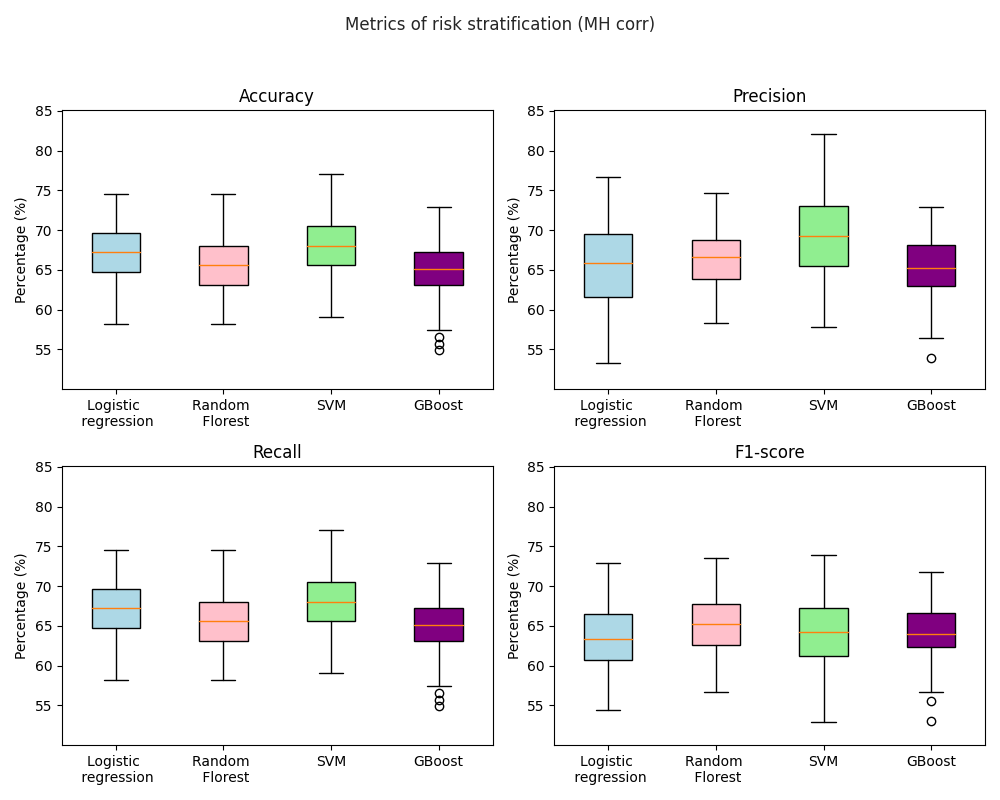 Metrics of risk stratification (MH corr)
Accuracy
Percentage (%)
85
80
75
70
65
60
55
Logistic
regression
Random
Florest
SVM
GBoost
Precision
Percentage (%)
85
80
75
70
65
60
55
Logistic
regression
Random
Florest
SVM
GBoost
Recall
Percentage (%)
85
80
75
70
65
60
55
Logistic
regression
Random
Florest
SVM
GBoost
F1-score
Percentage (%)
85
80
75
70
65
60
55
Logistic
regression
Random
Florest
SVM
GBoost